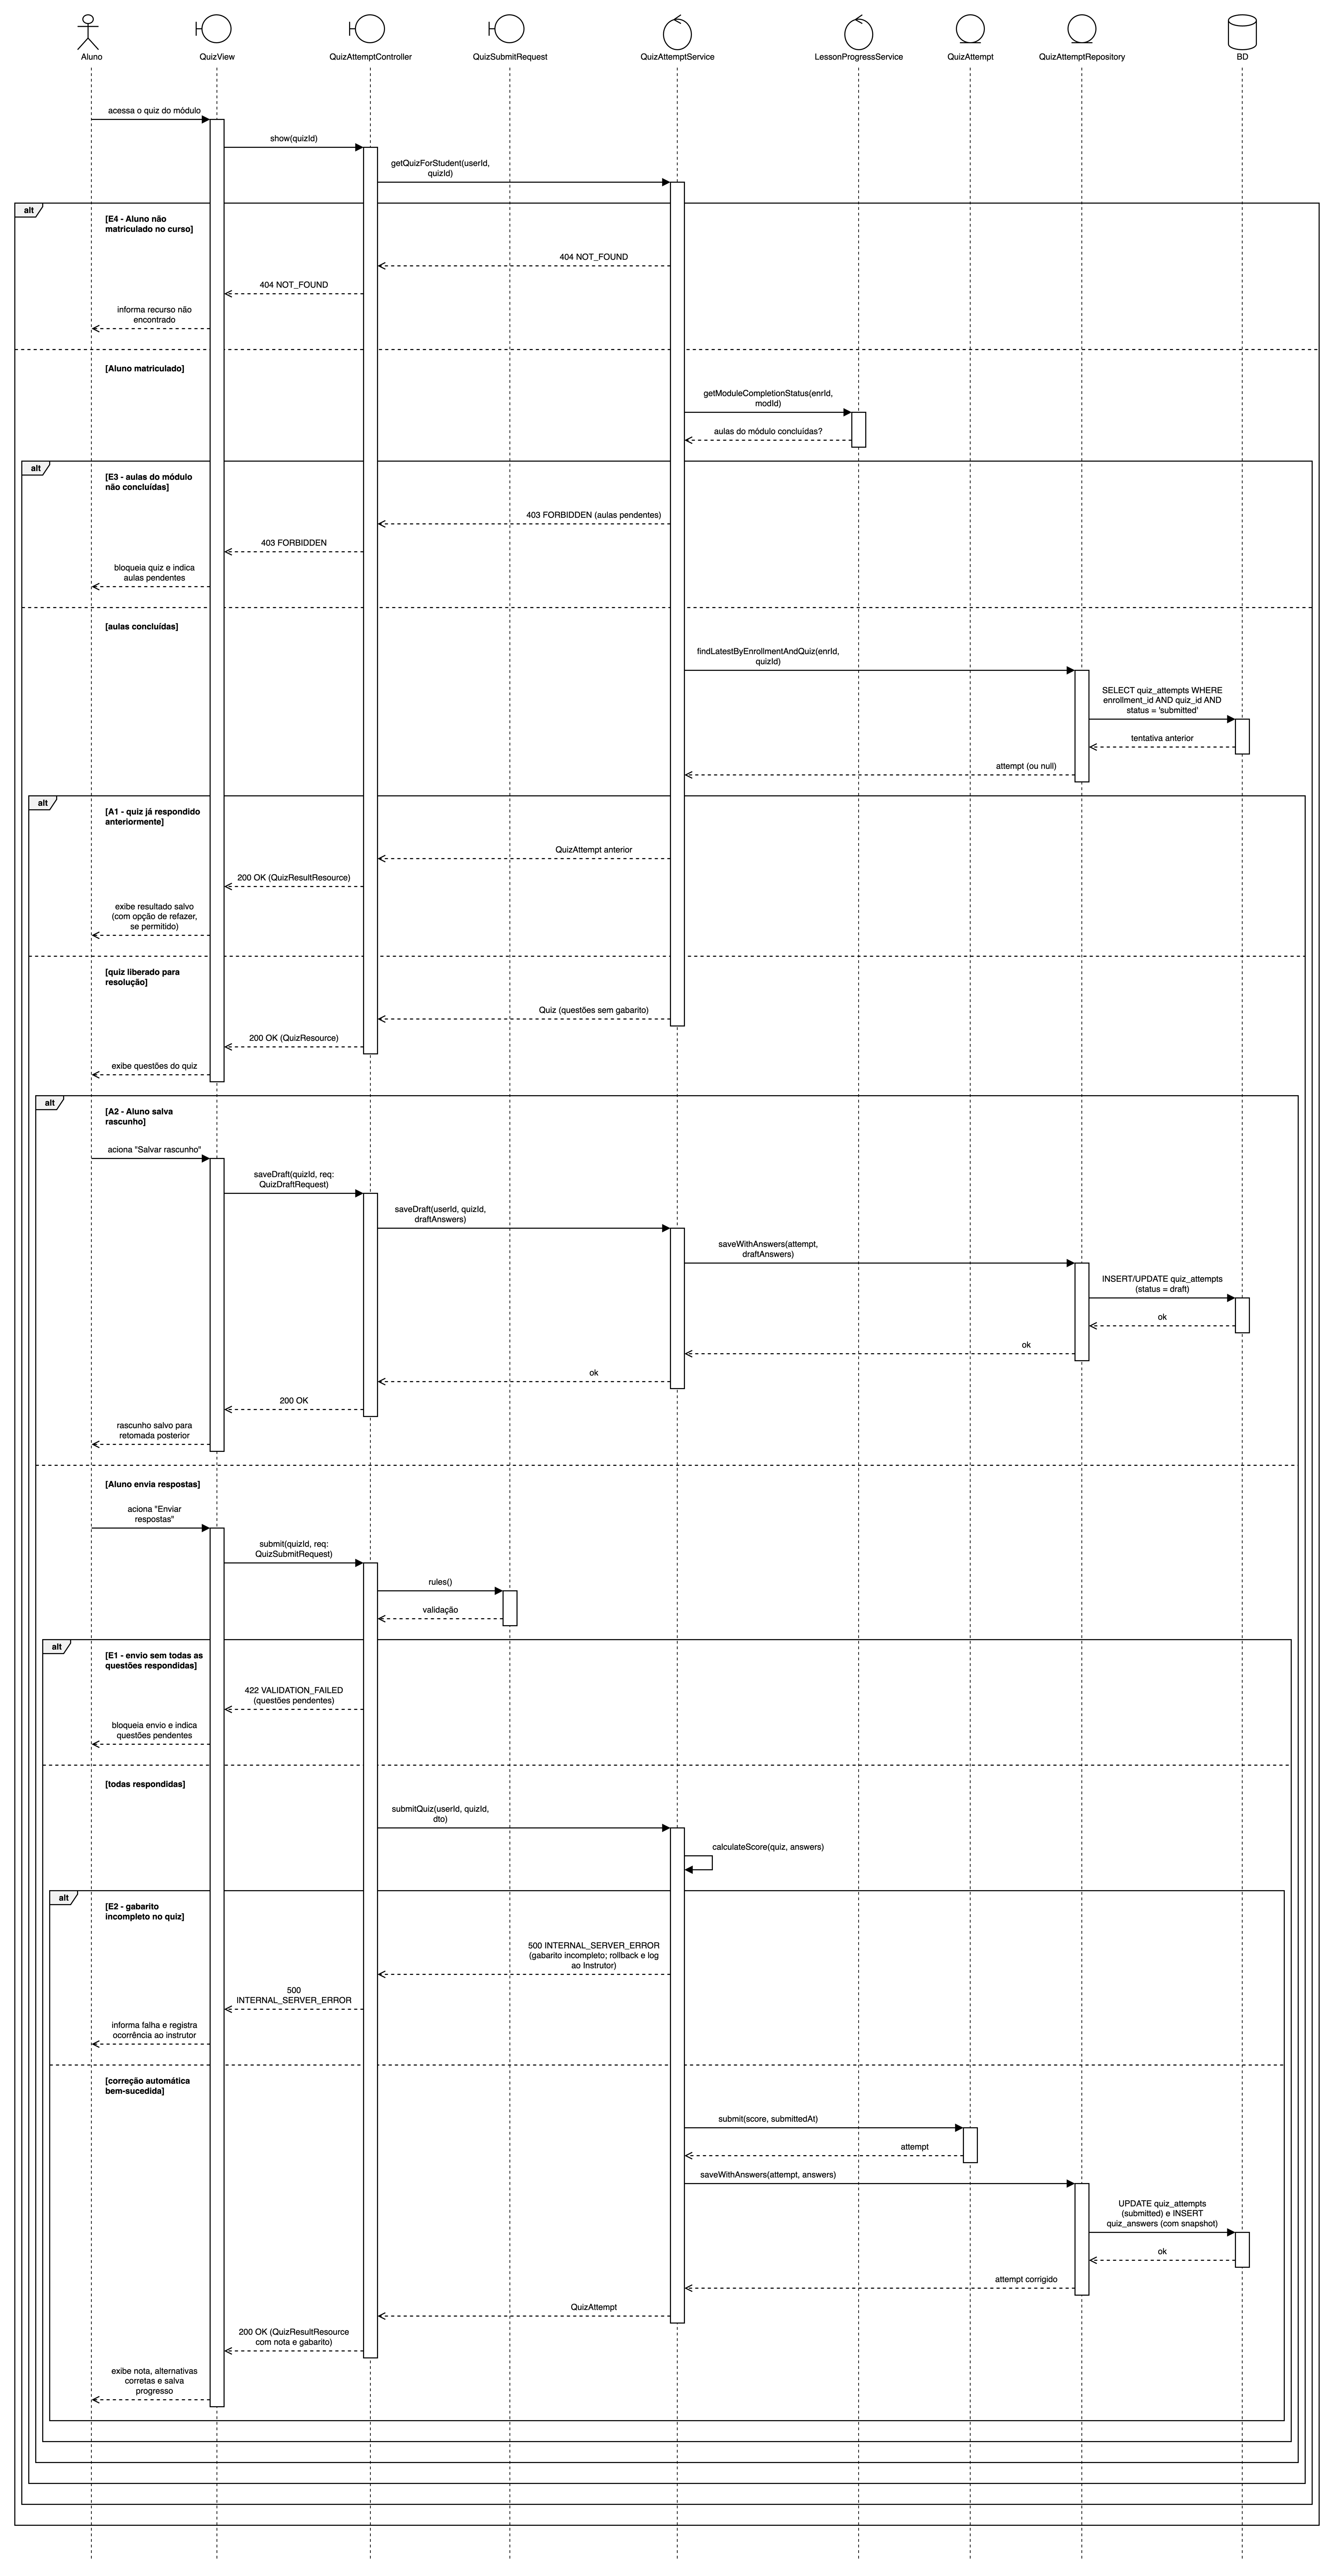 Aluno
QuizView
QuizAttemptController
QuizSubmitRequest
QuizAttemptService
LessonProgressService
QuizAttempt
QuizAttemptRepository
BD
acessa o quiz do módulo
show(quizId)
getQuizForStudent(userId,
quizId)
alt
[E4 - Aluno não
matriculado no curso]
404 NOT_FOUND
404 NOT_FOUND
informa recurso não
encontrado
[Aluno matriculado]
getModuleCompletionStatus(enrId,
modId)
aulas do módulo concluídas?
alt
[E3 - aulas do módulo
não concluídas]
403 FORBIDDEN (aulas pendentes)
403 FORBIDDEN
bloqueia quiz e indica
aulas pendentes
[aulas concluídas]
findLatestByEnrollmentAndQuiz(enrId,
quizId)
SELECT quiz_attempts WHERE
enrollment_id AND quiz_id AND
status = 'submitted'
tentativa anterior
attempt (ou null)
alt
[A1 - quiz já respondido
anteriormente]
QuizAttempt anterior
200 OK (QuizResultResource)
exibe resultado salvo
(com opção de refazer,
se permitido)
[quiz liberado para
resolução]
Quiz (questões sem gabarito)
200 OK (QuizResource)
exibe questões do quiz
alt
[A2 - Aluno salva
rascunho]
aciona "Salvar rascunho"
saveDraft(quizId, req:
QuizDraftRequest)
saveDraft(userId, quizId,
draftAnswers)
saveWithAnswers(attempt,
draftAnswers)
INSERT/UPDATE quiz_attempts
(status = draft)
ok
ok
ok
200 OK
rascunho salvo para
retomada posterior
[Aluno envia respostas]
aciona "Enviar
respostas"
submit(quizId, req:
QuizSubmitRequest)
rules()
validação
alt
[E1 - envio sem todas as
questões respondidas]
422 VALIDATION_FAILED
(questões pendentes)
bloqueia envio e indica
questões pendentes
[todas respondidas]
submitQuiz(userId, quizId,
dto)
calculateScore(quiz, answers)
alt
[E2 - gabarito
incompleto no quiz]
500 INTERNAL_SERVER_ERROR
(gabarito incompleto; rollback e log
ao Instrutor)
500
INTERNAL_SERVER_ERROR
informa falha e registra
ocorrência ao instrutor
[correção automática
bem-sucedida]
submit(score, submittedAt)
attempt
saveWithAnswers(attempt, answers)
UPDATE quiz_attempts
(submitted) e INSERT
quiz_answers (com snapshot)
ok
attempt corrigido
QuizAttempt
200 OK (QuizResultResource
com nota e gabarito)
exibe nota, alternativas
corretas e salva
progresso